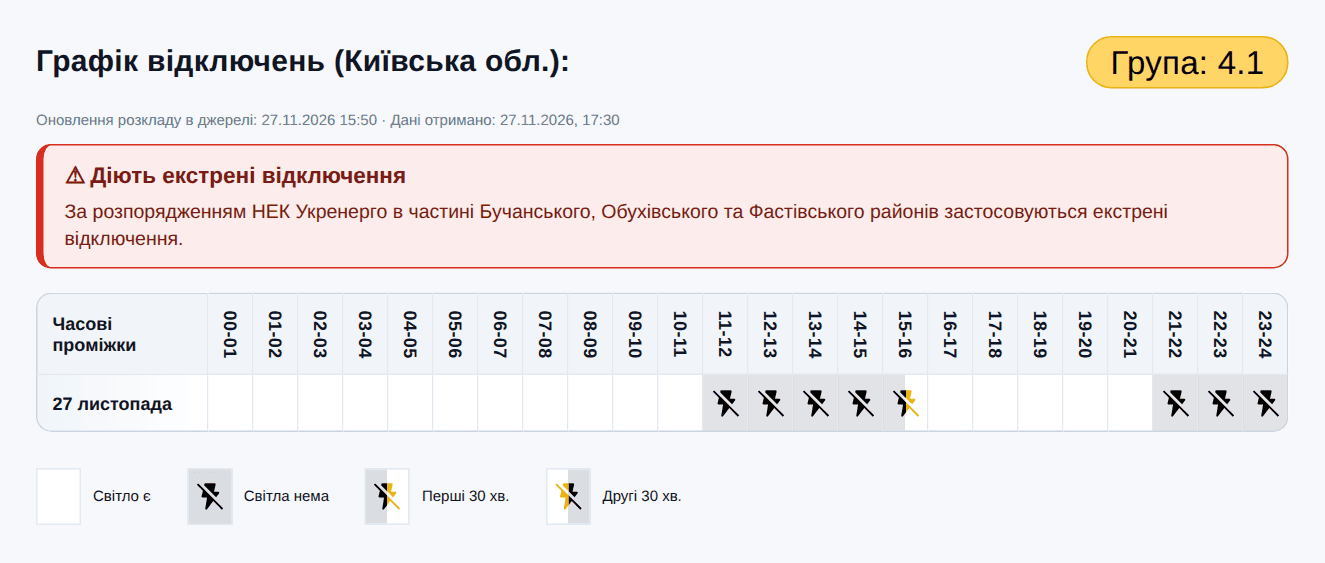 Графік відключень (Київська обл.):
Група: 4.1
Оновлення розкладу в джерелі: 27.11.2026 15:50 · Дані отримано: 27.11.2026, 17:30
⚠ Діють екстрені відключення
За розпорядженням НЕК Укренерго в частині Бучанського, Обухівського та Фастівського районів застосовуються екстрені
відключення.
Часові
проміжки
00-01
01-02
02-03
03-04
04-05
05-06
06-07
07-08
08-09
09-10
10-11
11-12
12-13
13-14
14-15
15-16
16-17
17-18
18-19
19-20
20-21
21-22
22-23
23-24
27 листопада
Світло є
Світла нема
Перші 30 хв.
Другі 30 хв.